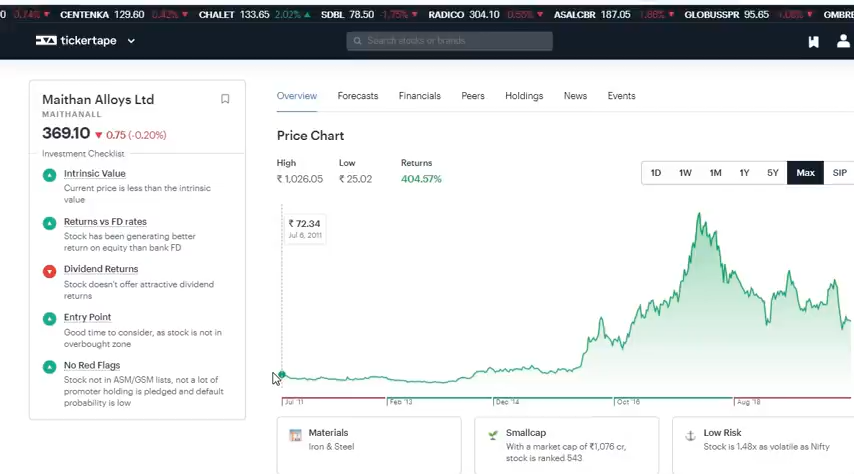 0.74% ▼ CENTENKA 129.60 0.42% ▼ CHALET 133.65 2.02% ▲ SDBL 78.50 -1.75% ▼ RADICO 304.10 0.55% ▼ ASALCBR 187.05 1.86% ▼ GLOBUSSPR 95.65 ▼ GMBRE
tickertape
Search stocks or brands
Maithan Alloys Ltd
MAITHANALL
369.10 ▼ 0.75 (-0.20%)
Investment Checklist
Intrinsic Value
Current price is less than the intrinsic
value
Returns vs FD rates
Stock has been generating better
return on equity than bank FD
Dividend Returns
Stock doesn't offer attractive dividend
returns
Entry Point
Good time to consider, as stock is not in
overbought zone
No Red Flags
Stock not in ASM/GSM lists, not a lot of
promoter holding is pledged and default
probability is low
Overview Forecasts Financials Peers Holdings News Events
Price Chart
High Low Returns
₹ 1,026.05 ₹ 25.02 404.57%
1D 1W 1M 1Y 5Y Max SIP
₹ 72.34
Jul 6, 2011
Jul '11 Feb '13 Dec '14 Oct '16 Aug '18
Materials
Iron & Steel
Smallcap
With a market cap of ₹1,076 cr,
stock is ranked 543
Low Risk
Stock is 1.48x as volatile as Nifty